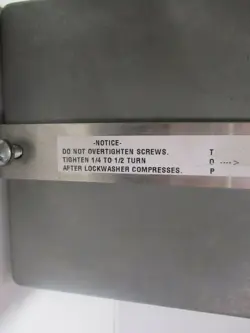 -NOTICE-
DO NOT OVERTIGHTEN SCREWS.
TIGHTEN 1/4 TO 1/2 TURN
AFTER LOCKWASHER COMPRESSES.
T
O ---->
P